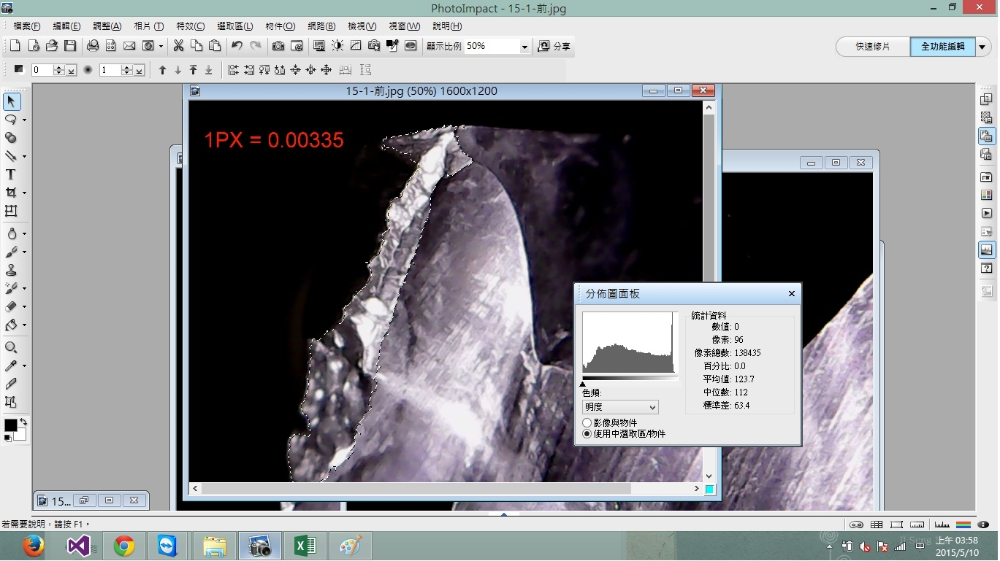 PhotoImpact - 15-1-前.jpg
檔案(F) 編輯(E) 調整(A) 相片(T) 特效(C) 選取區(L) 物件(O) 網路(B) 檢視(V) 視窗(W) 說明(H)
顯示比例 50% 分享 快速修片 全功能編輯
0 1
15-1-前.jpg (50%) 1600x1200
1PX = 0.00335
分佈圖面板
統計資料
數值: 0
像素: 96
像素總數: 138435
百分比: 0.0
平均值: 123.7
中位數: 112
標準差: 63.4
色頻:
明度
影像與物件
使用中選取區/物件
15...
若需要說明，請按 F1。
中
上午 03:58
2015/5/10